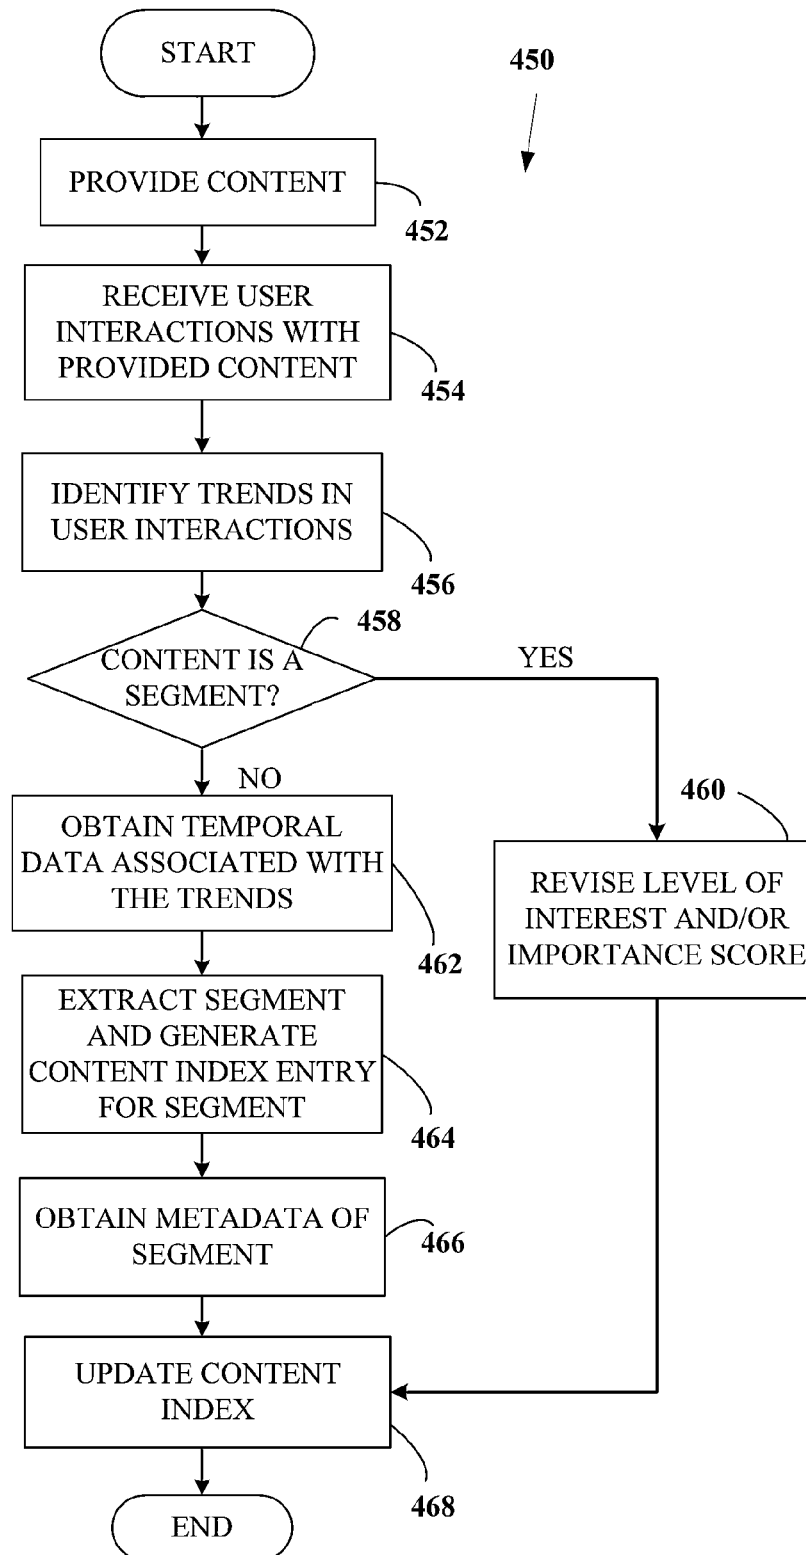 START
450
PROVIDE CONTENT
452
RECEIVE USER
INTERACTIONS WITH
PROVIDED CONTENT
454
IDENTIFY TRENDS IN
USER INTERACTIONS
456
458
CONTENT IS A
SEGMENT?
YES
NO
460
OBTAIN TEMPORAL
DATA ASSOCIATED WITH
THE TRENDS
462
REVISE LEVEL OF
INTEREST AND/OR
IMPORTANCE SCORE
EXTRACT SEGMENT
AND GENERATE
CONTENT INDEX ENTRY
FOR SEGMENT
464
OBTAIN METADATA OF
SEGMENT
466
UPDATE CONTENT
INDEX
468
END